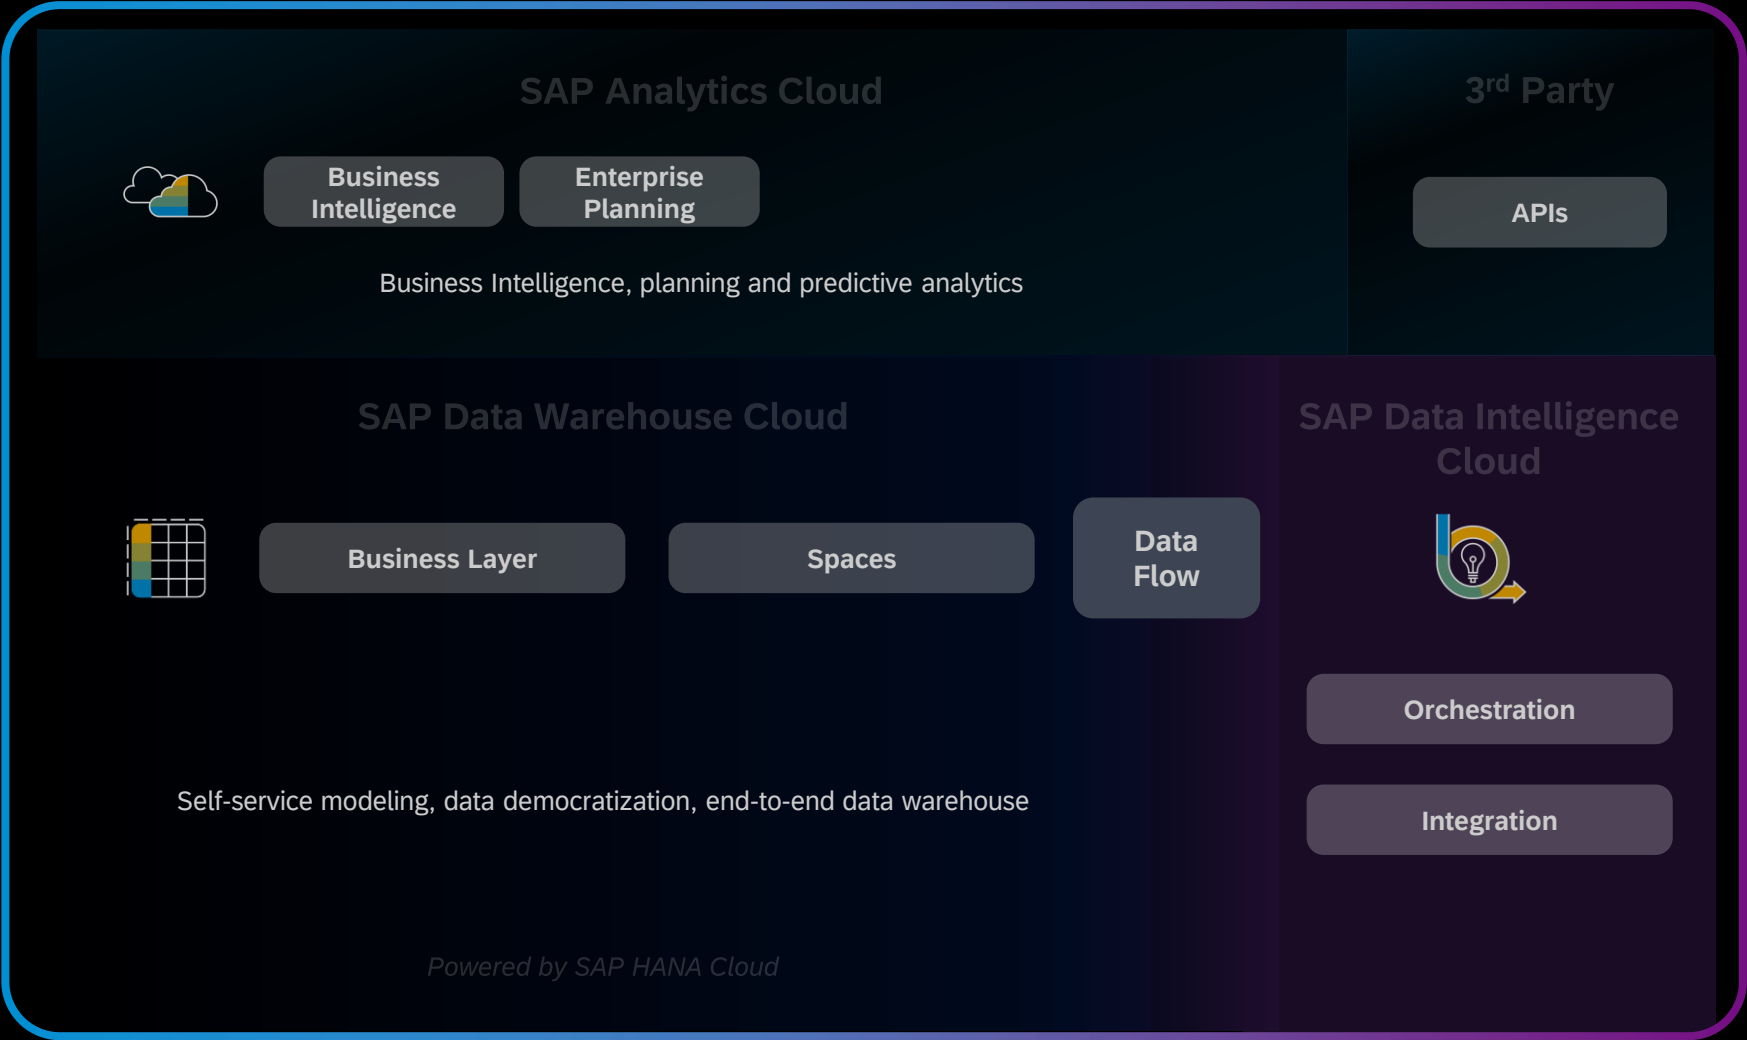 SAP Analytics Cloud
3rd Party
Business
Intelligence
Enterprise
Planning
APIs
Business Intelligence, planning and predictive analytics
SAP Data Warehouse Cloud
SAP Data Intelligence
Cloud
Business Layer
Spaces
Data
Flow
Orchestration
Self-service modeling, data democratization, end-to-end data warehouse
Integration
Powered by SAP HANA Cloud